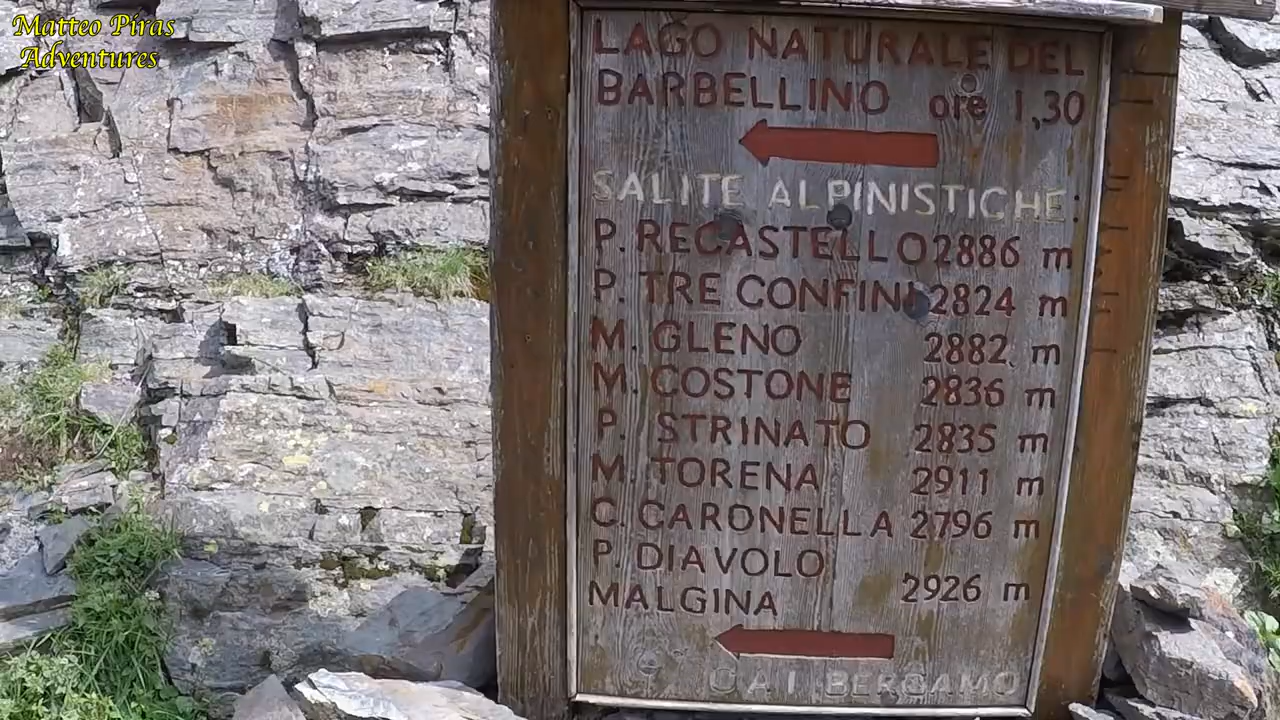 Matteo Piras
Adventures
LAGO NATURALE DEL
BARBELLINO ore 1,30
SALITE ALPINISTICHE:
P. RECASTELLO 2886 m
P. TRE CONFINI 2824 m
M. GLENO 2882 m
M. COSTONE 2836 m
P. STRINATO 2835 m
M. TORENA 2911 m
C. CARONELLA 2796 m
P. DIAVOLO
MALGINA 2926 m
CAI BERGAMO